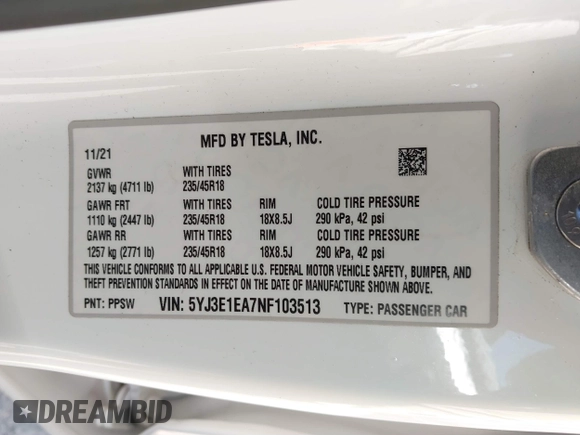 MFD BY TESLA, INC.
11/21
GVWR WITH TIRES
2137 kg (4711 lb) 235/45R18
GAWR FRT WITH TIRES RIM COLD TIRE PRESSURE
1110 kg (2447 lb) 235/45R18 18X8.5J 290 kPa, 42 psi
GAWR RR WITH TIRES RIM COLD TIRE PRESSURE
1257 kg (2771 lb) 235/45R18 18X8.5J 290 kPa, 42 psi
THIS VEHICLE CONFORMS TO ALL APPLICABLE U.S. FEDERAL MOTOR VEHICLE SAFETY, BUMPER, AND
THEFT PREVENTION STANDARDS IN EFFECT ON THE DATE OF MANUFACTURE SHOWN ABOVE.
PNT: PPSW VIN: 5YJ3E1EA7NF103513 TYPE: PASSENGER CAR
DREAMBID